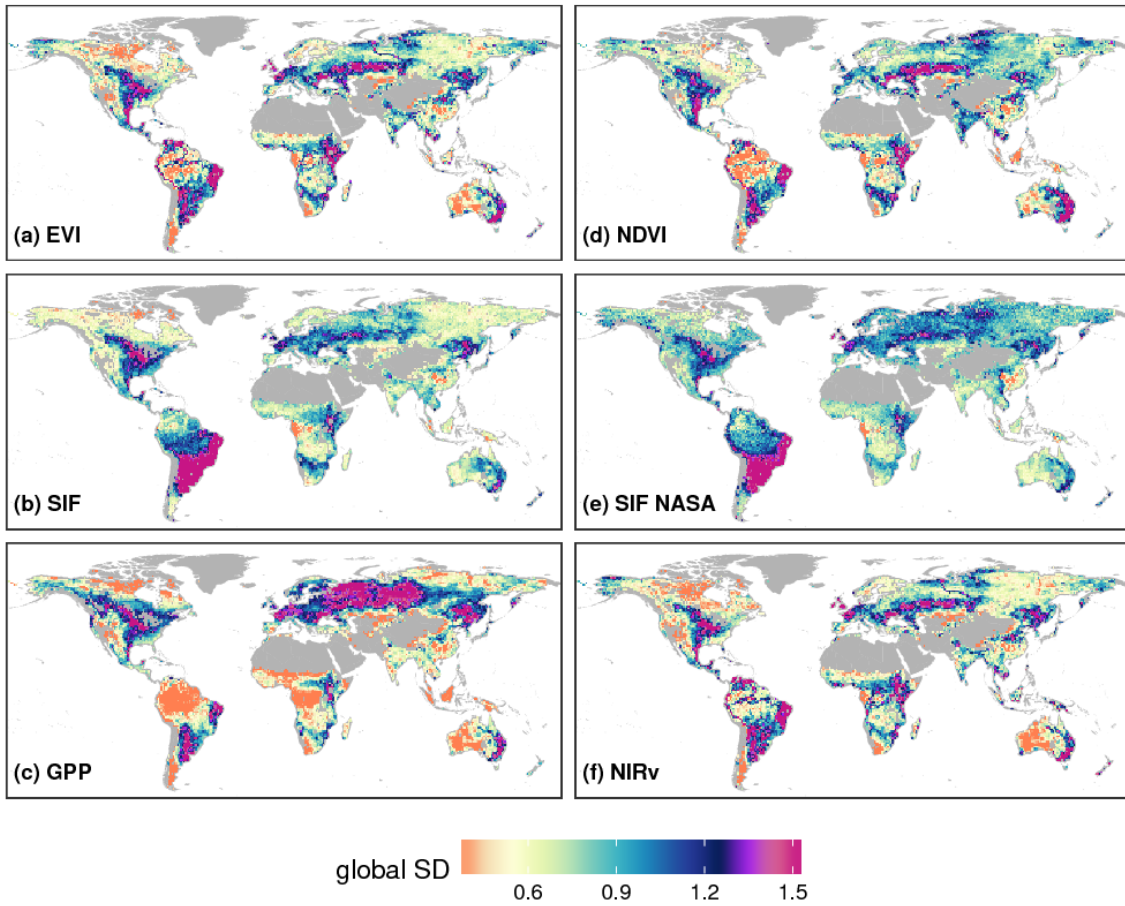 (a) EVI
(d) NDVI
(b) SIF
(e) SIF NASA
(c) GPP
(f) NIRv
global SD
0.6 0.9 1.2 1.5